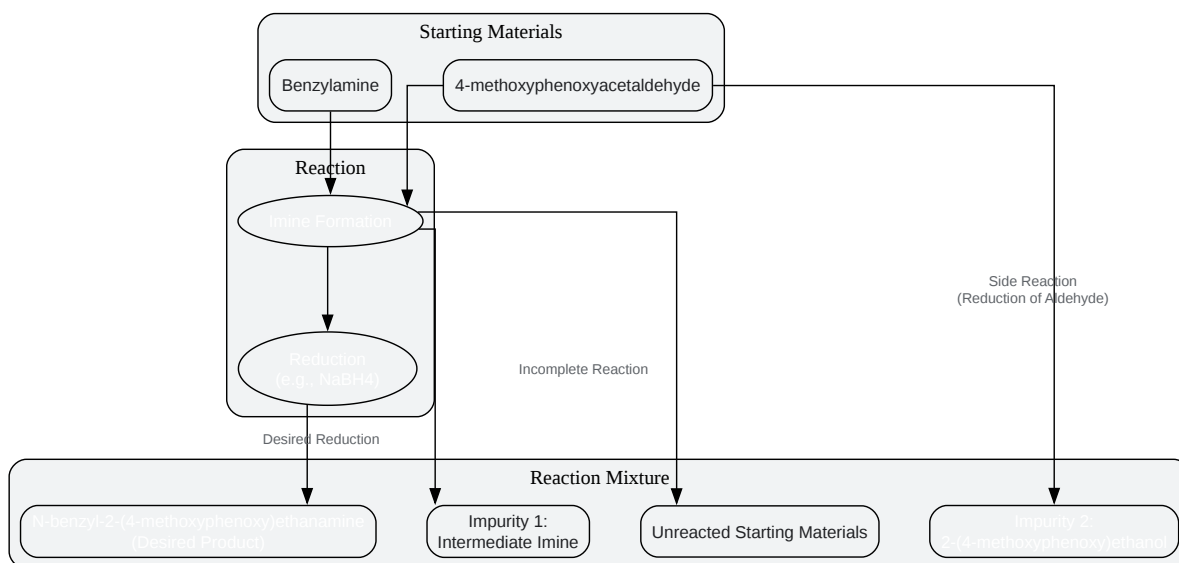 Starting Materials
Benzylamine
4-methoxyphenoxyacetaldehyde
Reaction
Imine Formation
Side Reaction
(Reduction of Aldehyde)
Reduction
(e.g., NaBH4)
Incomplete Reaction
Desired Reduction
Reaction Mixture
N-benzyl-2-(4-methoxyphenoxy)ethanamine
(Desired Product)
Impurity 1:
Intermediate Imine
Unreacted Starting Materials
Impurity 2:
2-(4-methoxyphenoxy)ethanol